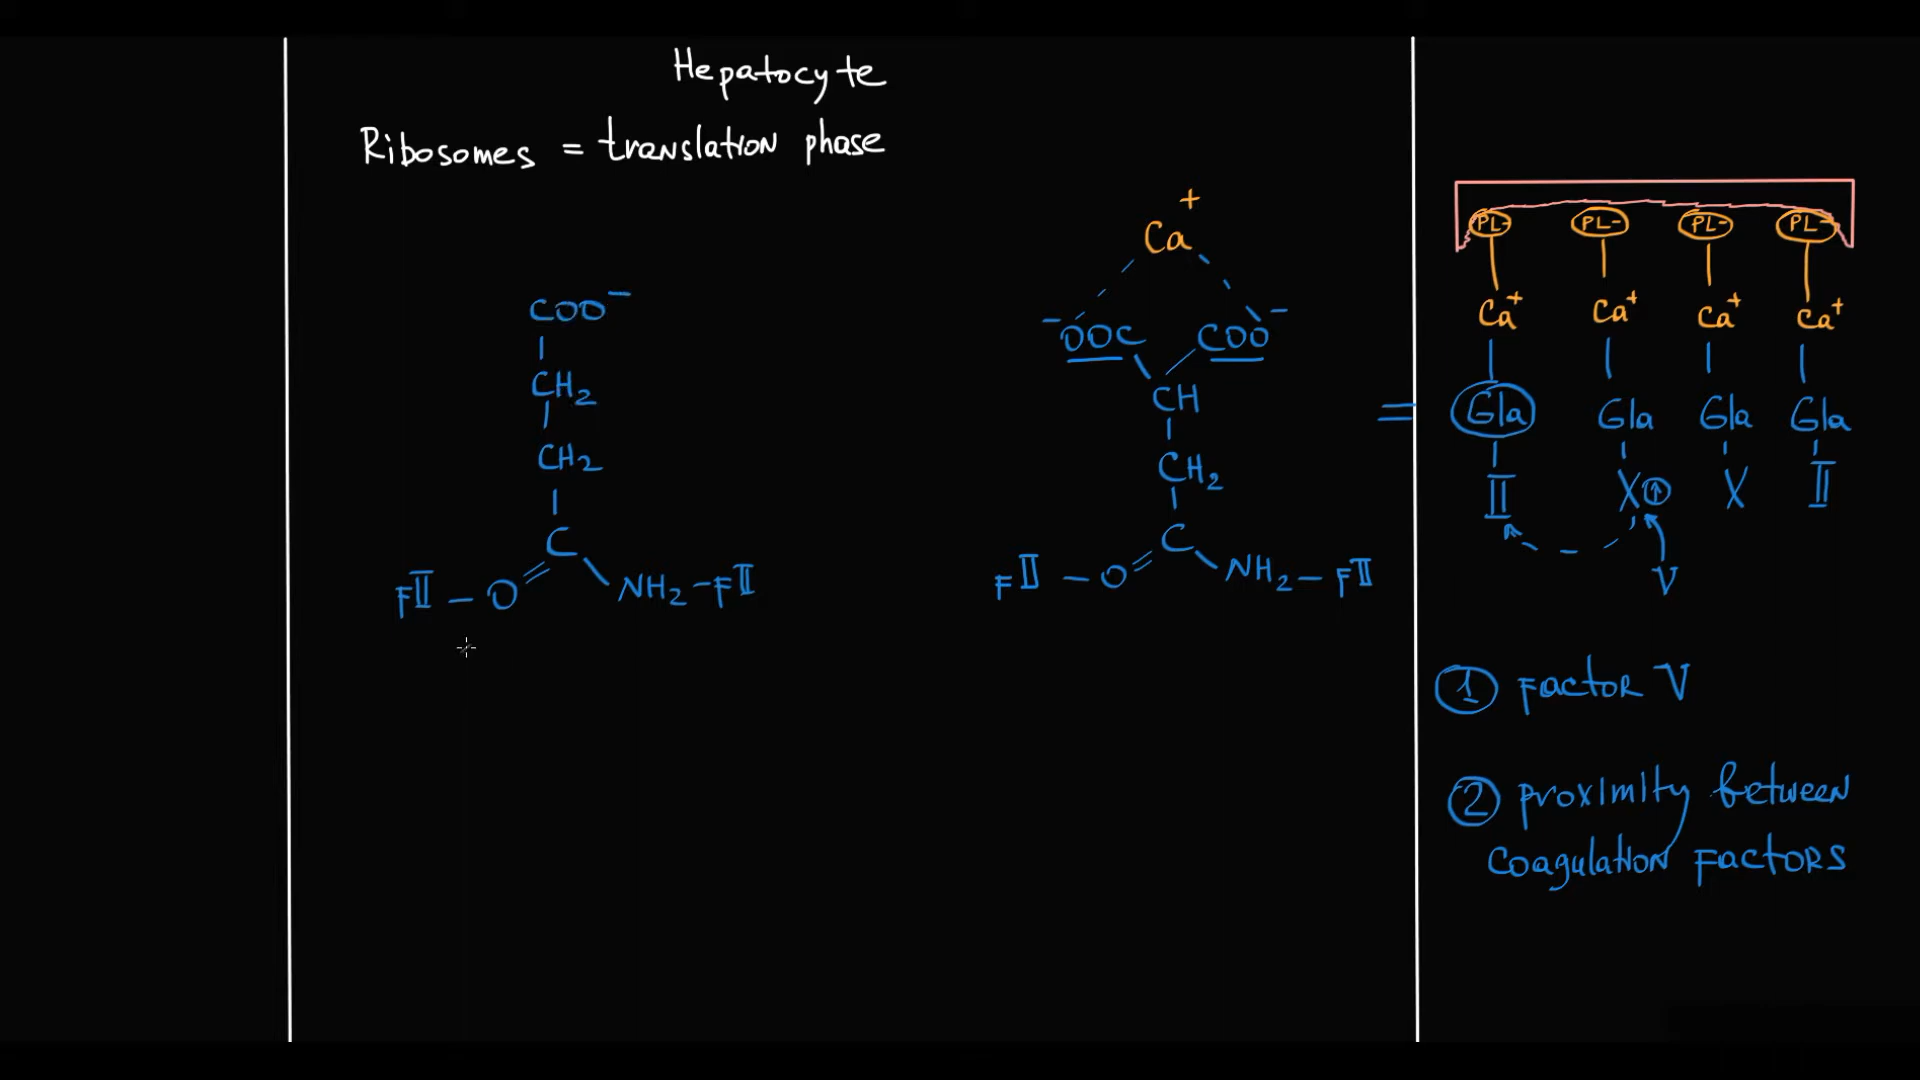 Hepatocyte
Ribosomes = translation phase
COO⁻
CH₂
CH₂
C
FII – O = NH₂ – FII
Ca⁺
⁻OOC COO⁻
CH
CH₂
C
FII – O = NH₂ – FII
=
PL- PL- PL- PL-
Ca⁺ Ca⁺ Ca⁺ Ca⁺
Gla Gla Gla Gla
II X↑ X II
V
1 Factor V
2 proximity between
coagulation factors